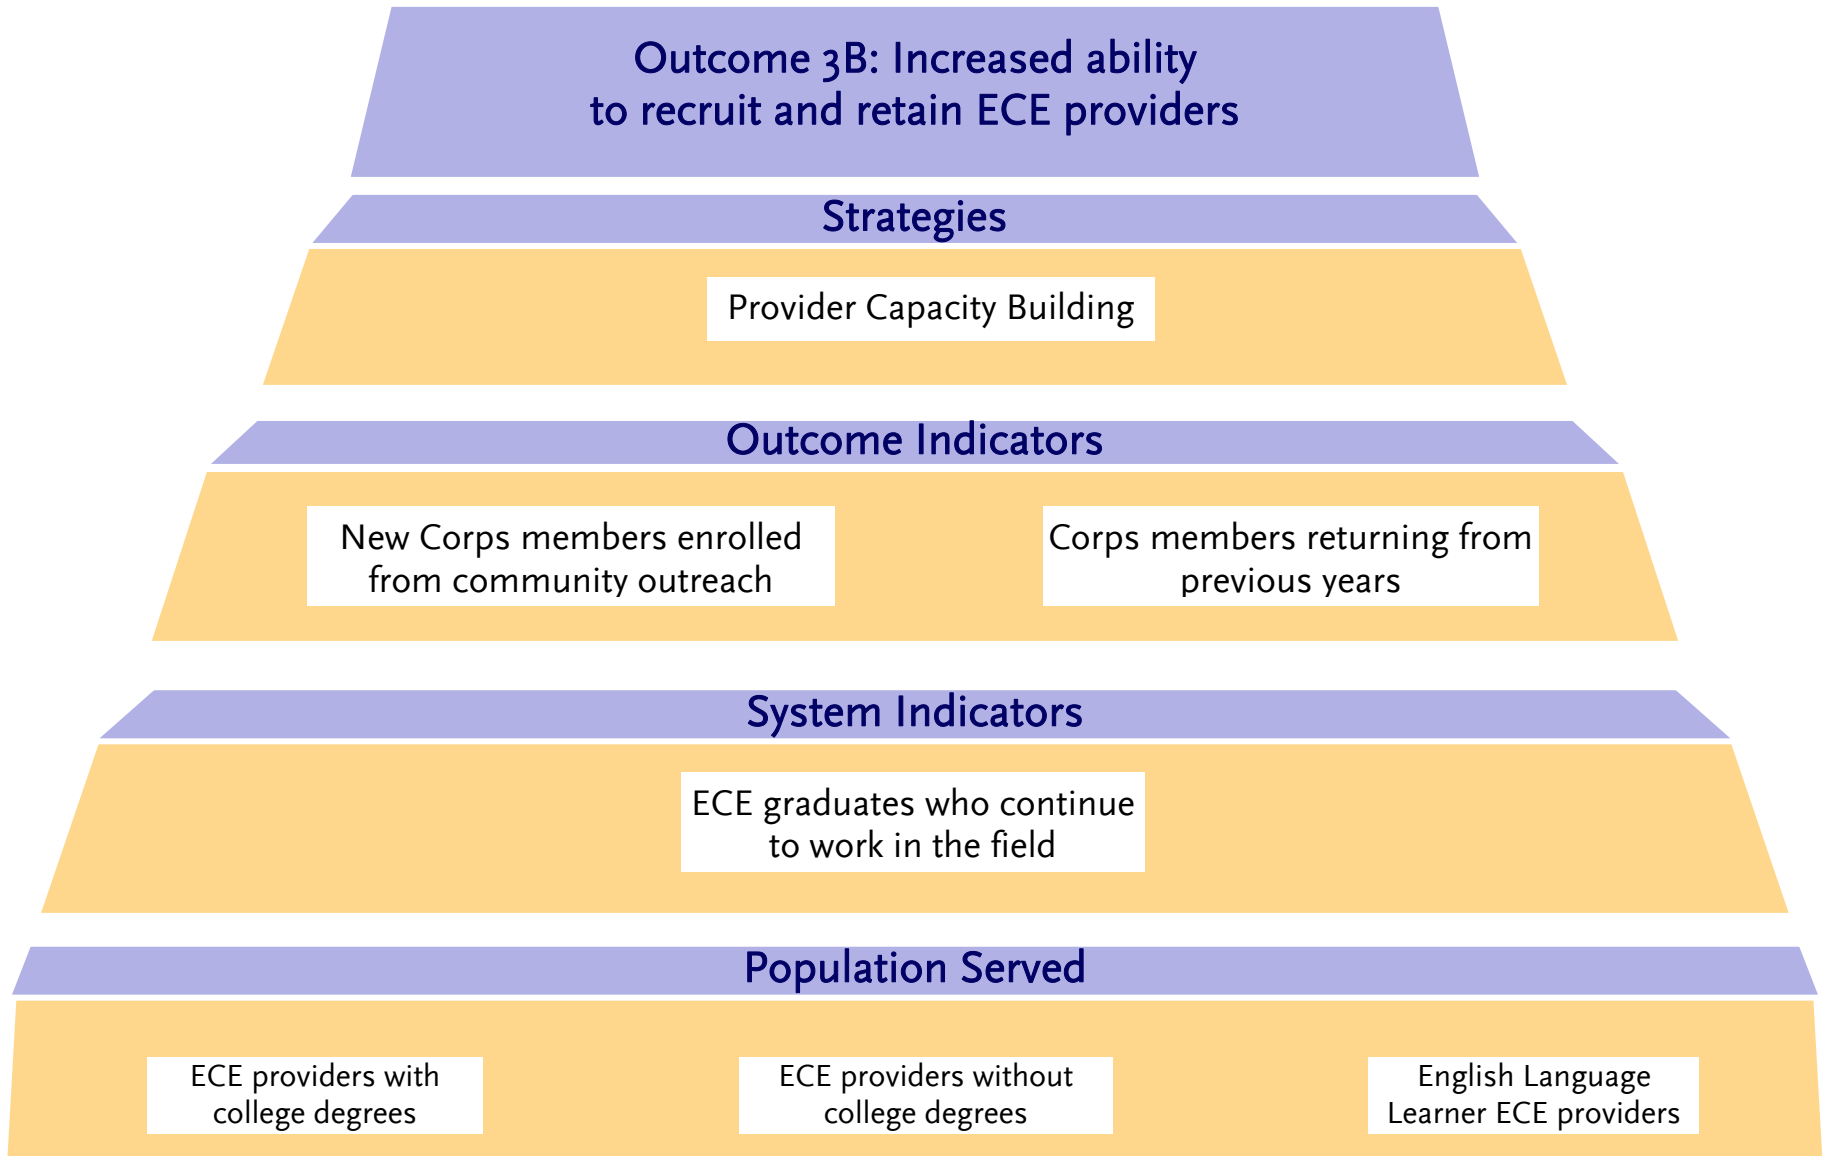 Outcome 3B: Increased ability
to recruit and retain ECE providers
Strategies
Provider Capacity Building
Outcome Indicators
New Corps members enrolled
from community outreach
Corps members returning from
previous years
System Indicators
ECE graduates who continue
to work in the field
Population Served
ECE providers with
college degrees
ECE providers without
college degrees
English Language
Learner ECE providers